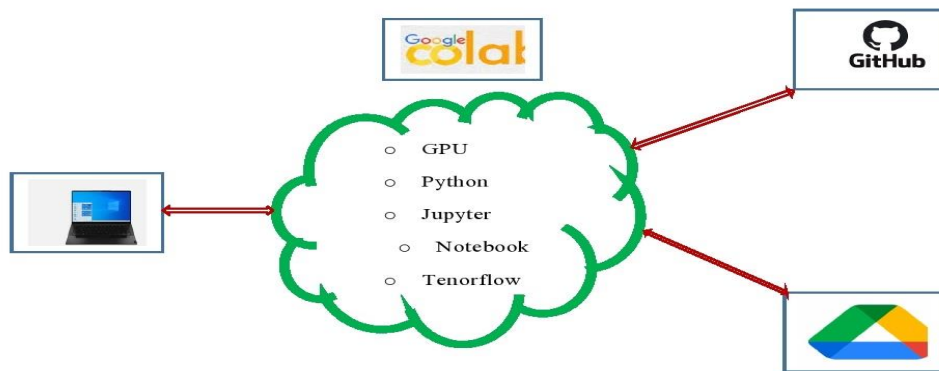 Google
colab
GitHub
GPU
Python
Jupyter
Notebook
Tenorflow